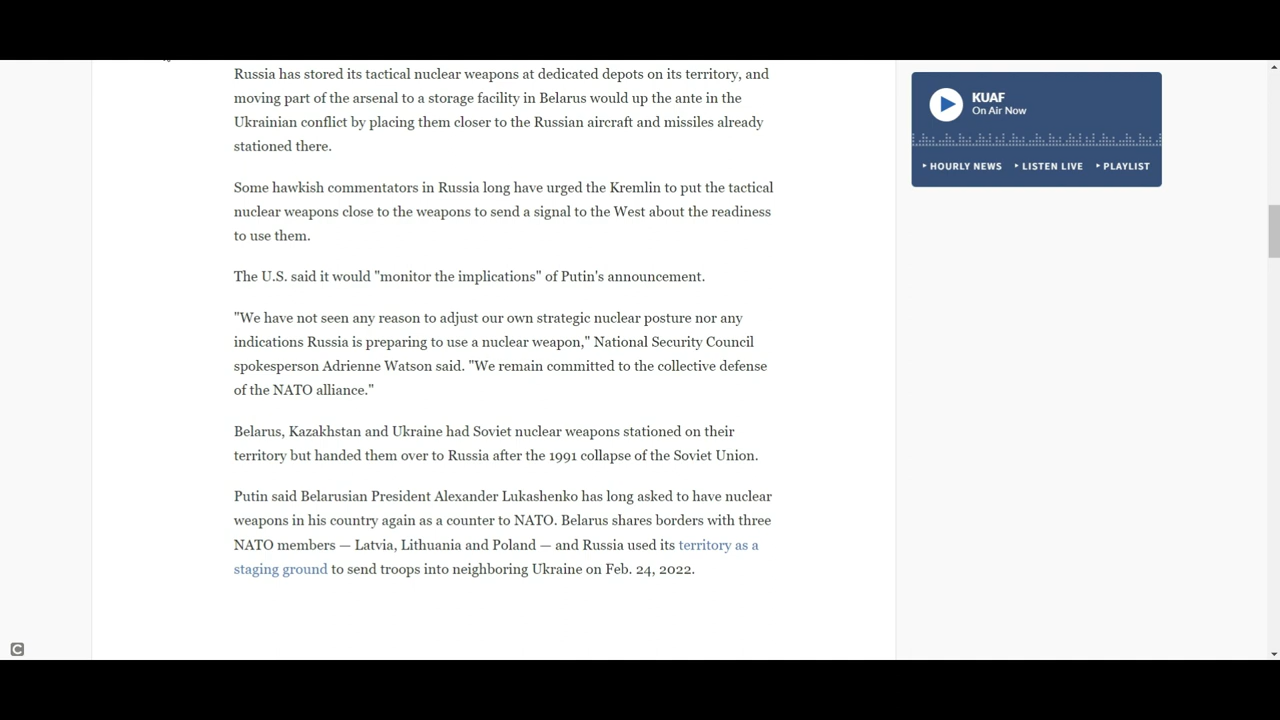 Russia has stored its tactical nuclear weapons at dedicated depots on its territory, and
moving part of the arsenal to a storage facility in Belarus would up the ante in the
Ukrainian conflict by placing them closer to the Russian aircraft and missiles already
stationed there.
Some hawkish commentators in Russia long have urged the Kremlin to put the tactical
nuclear weapons close to the weapons to send a signal to the West about the readiness
to use them.
The U.S. said it would "monitor the implications" of Putin's announcement.
"We have not seen any reason to adjust our own strategic nuclear posture nor any
indications Russia is preparing to use a nuclear weapon," National Security Council
spokesperson Adrienne Watson said. "We remain committed to the collective defense
of the NATO alliance."
Belarus, Kazakhstan and Ukraine had Soviet nuclear weapons stationed on their
territory but handed them over to Russia after the 1991 collapse of the Soviet Union.
Putin said Belarusian President Alexander Lukashenko has long asked to have nuclear
weapons in his country again as a counter to NATO. Belarus shares borders with three
NATO members — Latvia, Lithuania and Poland — and Russia used its territory as a
staging ground to send troops into neighboring Ukraine on Feb. 24, 2022.
KUAF
On Air Now
HOURLY NEWS LISTEN LIVE PLAYLIST
C